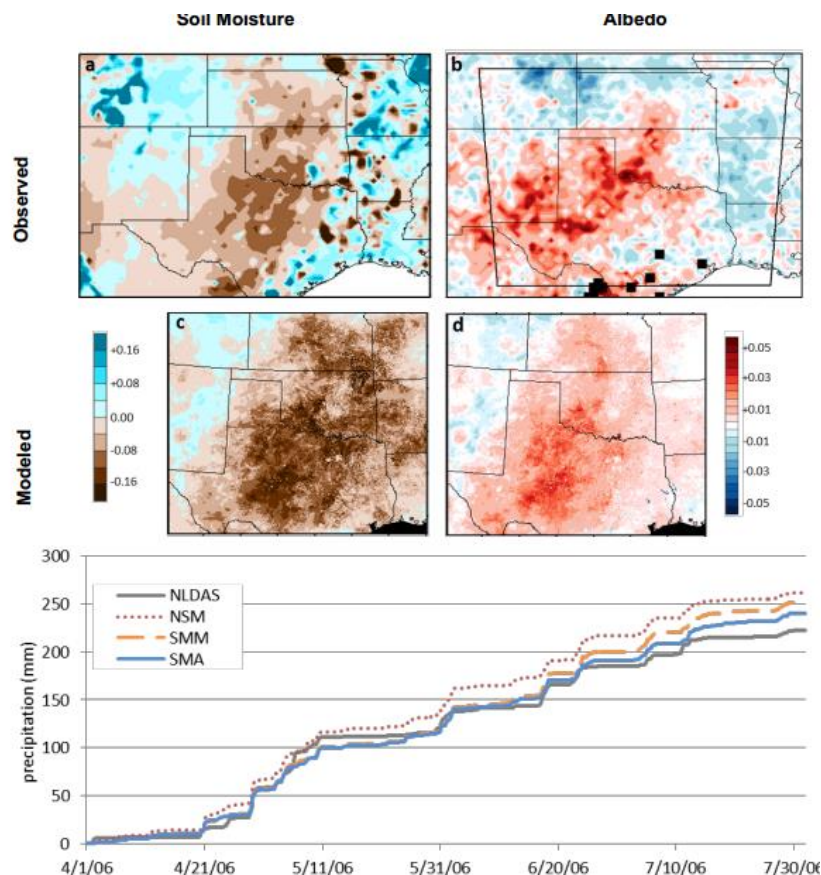 Soil Moisture
Albedo
Observed
a
b
Modeled
c
d
+0.16
+0.08
0.00
-0.08
-0.16
+0.05
+0.03
+0.01
-0.01
-0.03
-0.05
precipitation (mm)
300
250
200
150
100
50
0
NLDAS
NSM
SMM
SMA
4/1/06
4/21/06
5/11/06
5/31/06
6/20/06
7/10/06
7/30/06